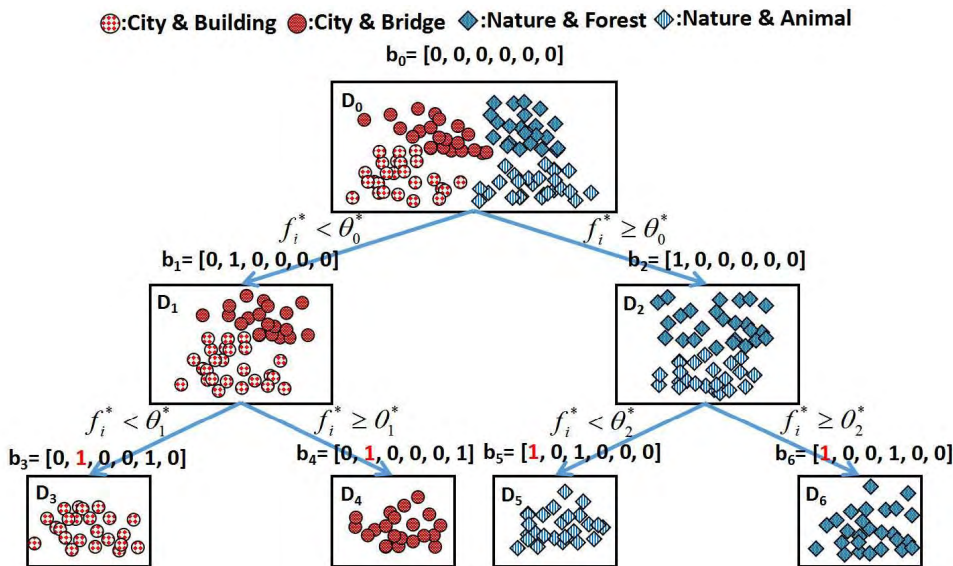 :City & Building :City & Bridge :Nature & Forest :Nature & Animal
b₀= [0, 0, 0, 0, 0, 0]
D₀
fᵢ* < θ₀*
fᵢ* ≥ θ₀*
b₁= [0, 1, 0, 0, 0, 0]
b₂= [1, 0, 0, 0, 0, 0]
D₁
D₂
fᵢ* < θ₁*
fᵢ* ≥ θ₁*
fᵢ* < θ₂*
fᵢ* ≥ θ₂*
b₃= [0, 1, 0, 0, 1, 0]
b₄= [0, 1, 0, 0, 0, 1]
b₅= [1, 0, 1, 0, 0, 0]
b₆= [1, 0, 0, 1, 0, 0]
D₃
D₄
D₅
D₆